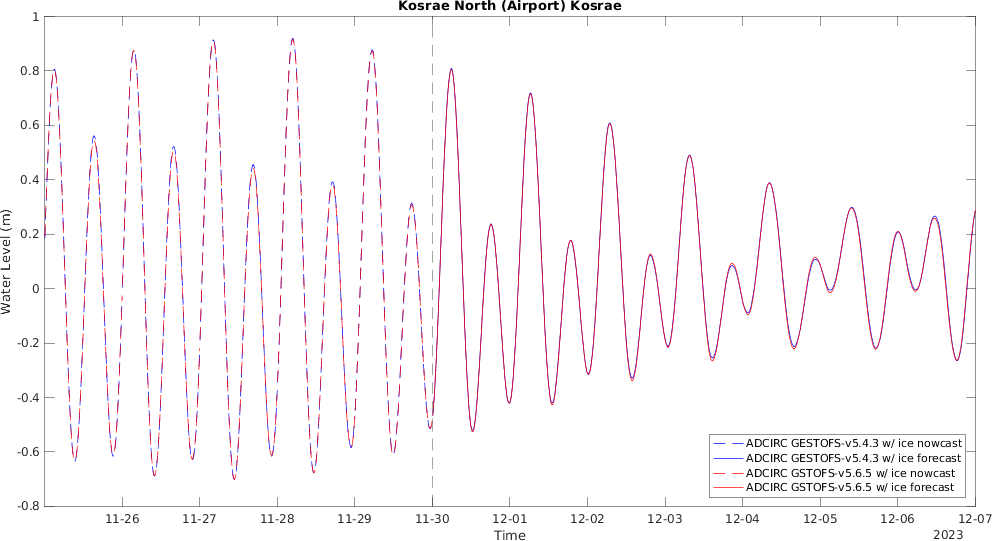 Kosrae North (Airport) Kosrae
1
0.8
0.6
0.4
0.2
0
-0.2
-0.4
-0.6
-0.8
Water Level (m)
ADCIRC GESTOFS-v5.4.3 w/ ice nowcast
ADCIRC GESTOFS-v5.4.3 w/ ice forecast
ADCIRC GSTOFS-v5.6.5 w/ ice nowcast
ADCIRC GSTOFS-v5.6.5 w/ ice forecast
11-26 11-27 11-28 11-29 11-30 12-01 12-02 12-03 12-04 12-05 12-06 12-07
Time
2023